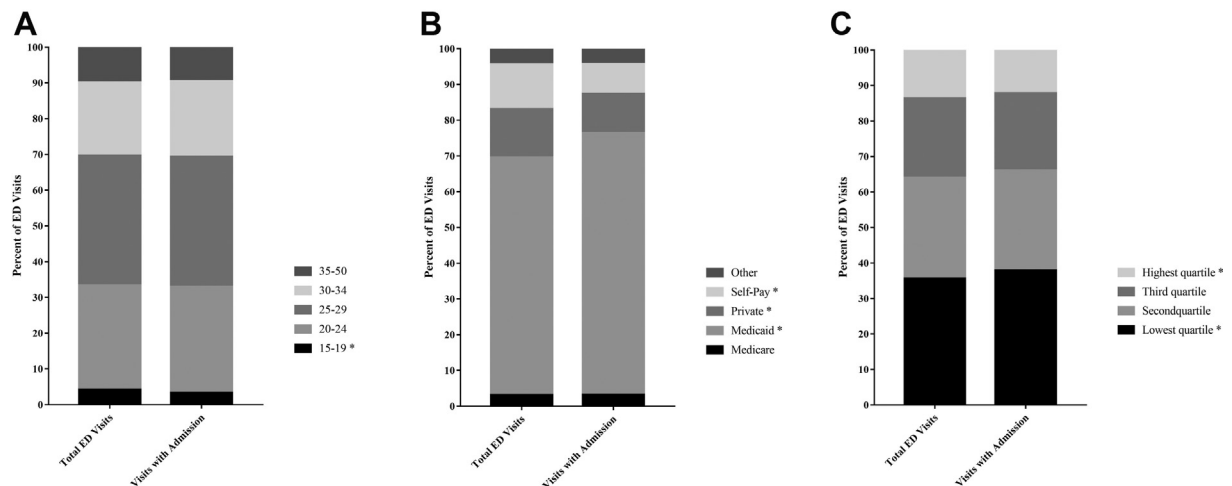 A
Percent of ED Visits
100
90
80
70
60
50
40
30
20
10
0
Total ED Visits
Visits with Admission
35-50
30-34
25-29
20-24
15-19 *
B
Percent of ED Visits
100
90
80
70
60
50
40
30
20
10
0
Total ED Visits
Visits with Admission
Other
Self-Pay *
Private *
Medicaid *
Medicare
C
Percent of ED Visits
100
90
80
70
60
50
40
30
20
10
0
Total ED Visits
Visits with Admission
Highest quartile *
Third quartile
Secondquartile
Lowest quartile *